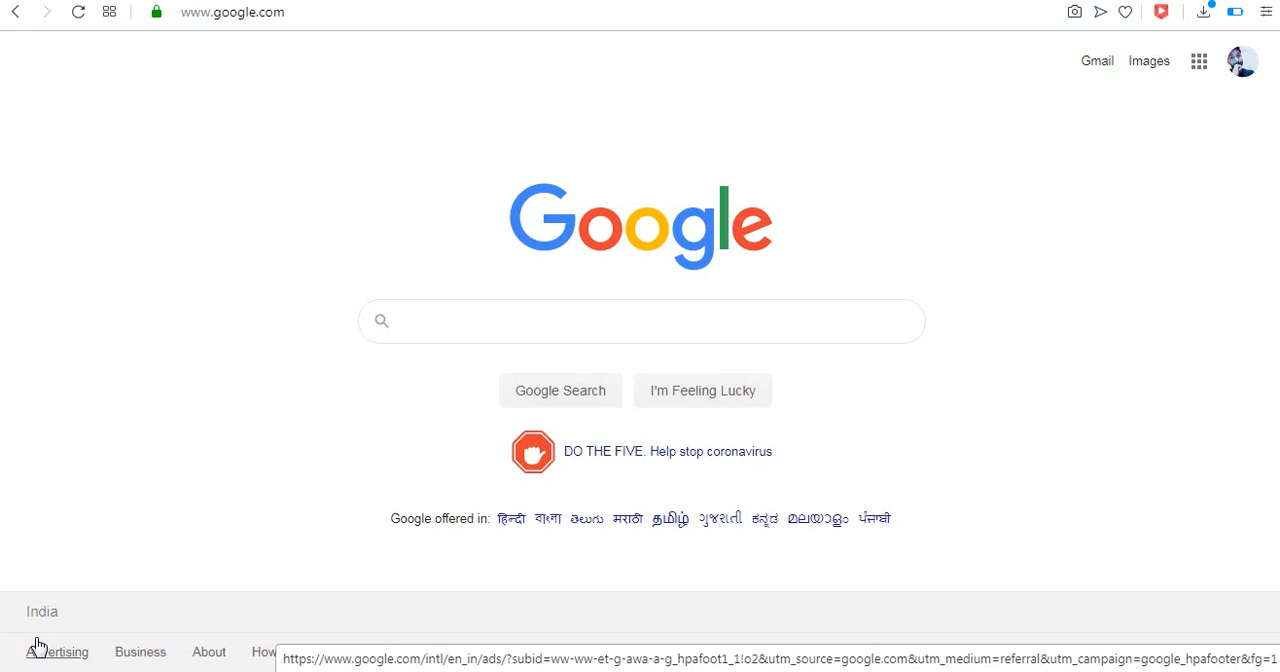 www.google.com
Gmail Images
Google
Google Search I'm Feeling Lucky
DO THE FIVE. Help stop coronavirus
Google offered in: हिन्दी বাংলা తెలుగు मराठी தமிழ் ગુજરાતી ಕನ್ನಡ മലയാളം ਪੰਜਾਬੀ
India
Advertising Business About How
https://www.google.com/intl/en_in/ads/?subid=ww-ww-et-g-awa-a-g_hpafoot1_1!o2&utm_source=google.com&utm_medium=referral&utm_campaign=google_hpafooter&fg=1